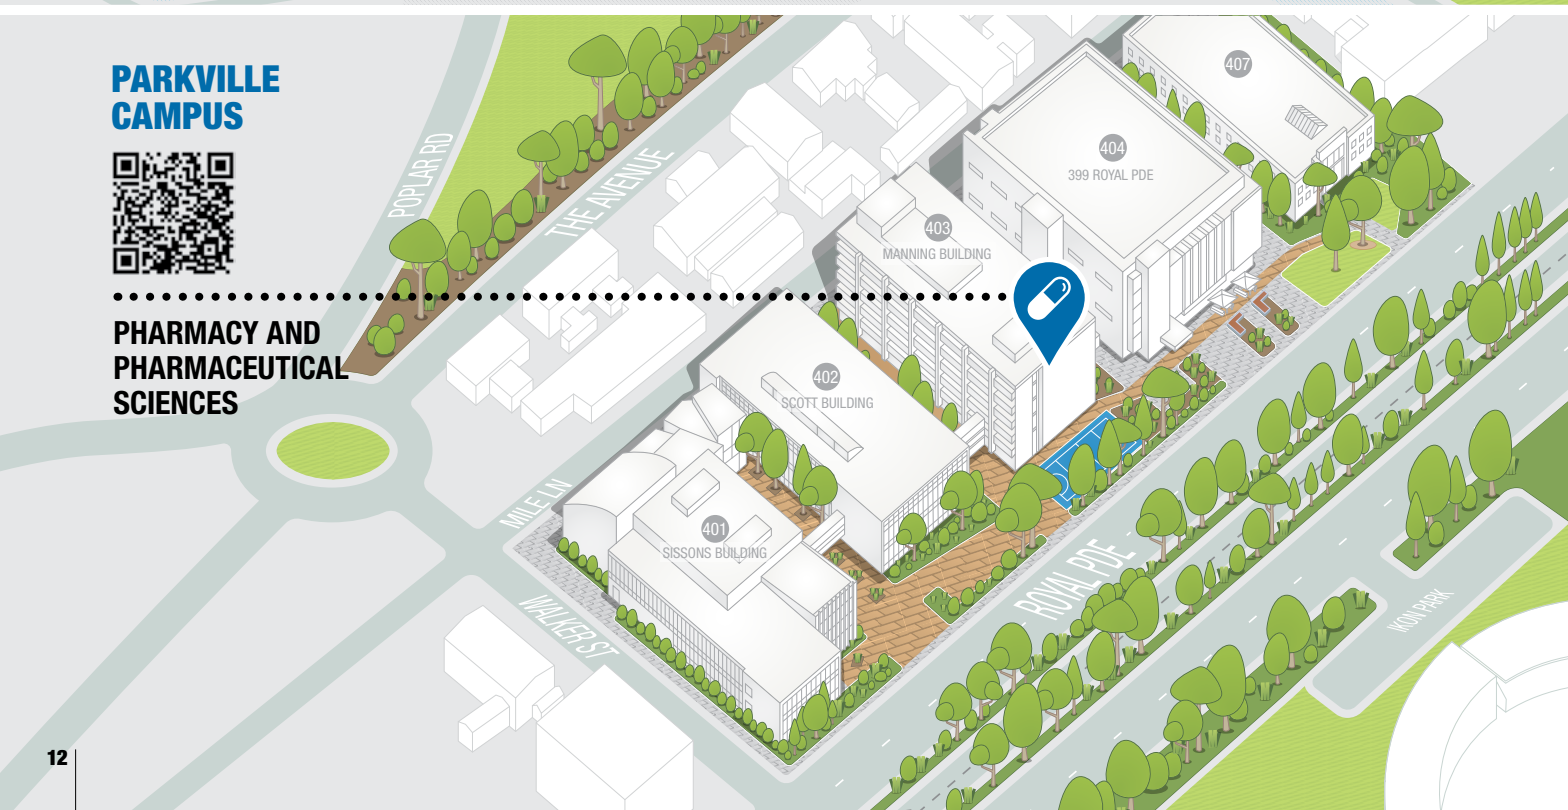 PARKVILLE
CAMPUS
PHARMACY AND
PHARMACEUTICAL
SCIENCES
POPLAR RD
THE AVENUE
407
404
399 ROYAL PDE
403
MANNING BUILDING
402
SCOTT BUILDING
401
SISSONS BUILDING
MILE LN
WALKER ST
ROYAL PDE
IKON PARK
12